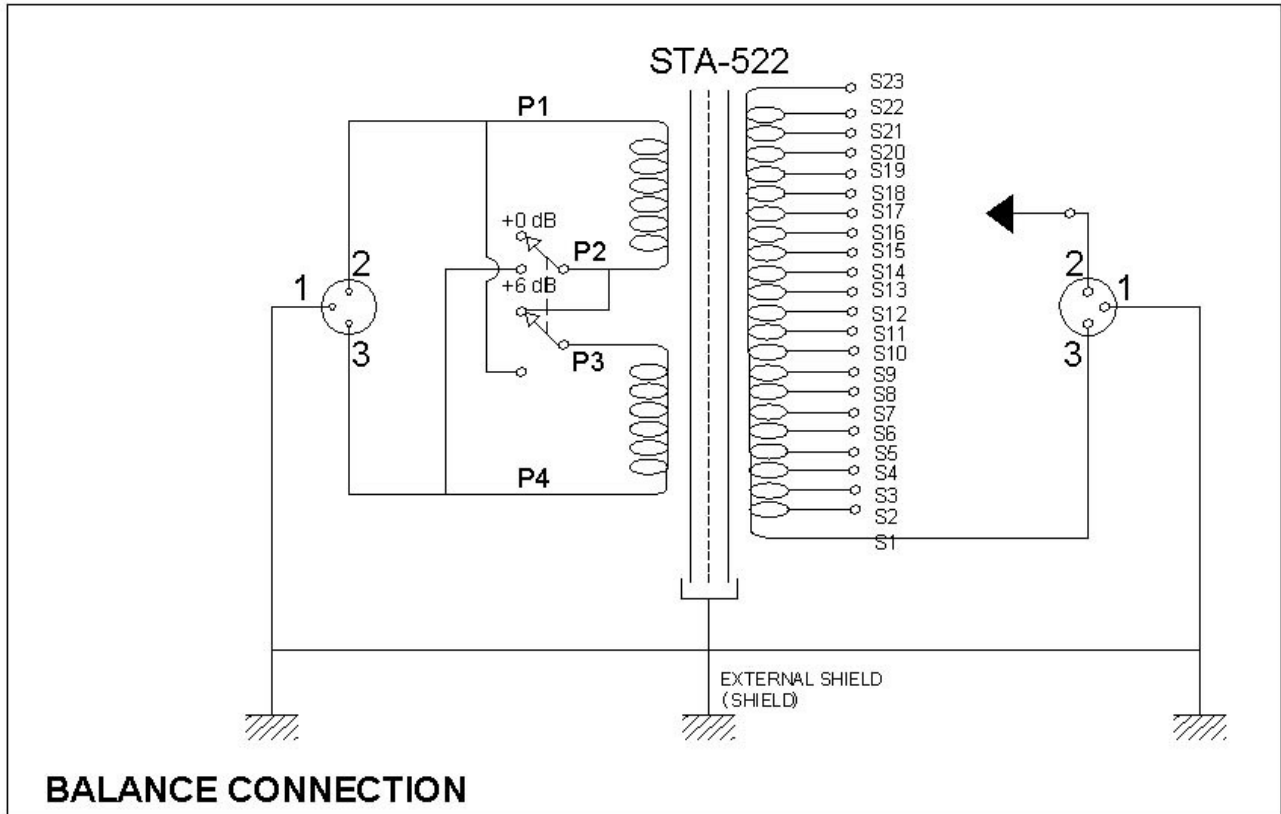 STA-522
P1
+0 dB
P2
+6 dB
P3
P4
1
2
3
S23
S22
S21
S20
S19
S18
S17
S16
S15
S14
S13
S12
S11
S10
S9
S8
S7
S6
S5
S4
S3
S2
S1
2
1
3
EXTERNAL SHIELD
(SHIELD)
BALANCE CONNECTION